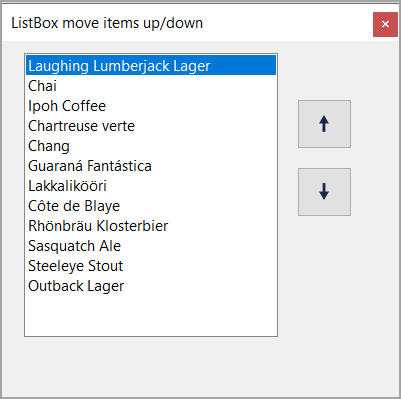 ListBox move items up/down
Laughing Lumberjack Lager
Chai
Ipoh Coffee
Chartreuse verte
Chang
Guaraná Fantástica
Lakkalikööri
Côte de Blaye
Rhönbräu Klosterbier
Sasquatch Ale
Steeleye Stout
Outback Lager